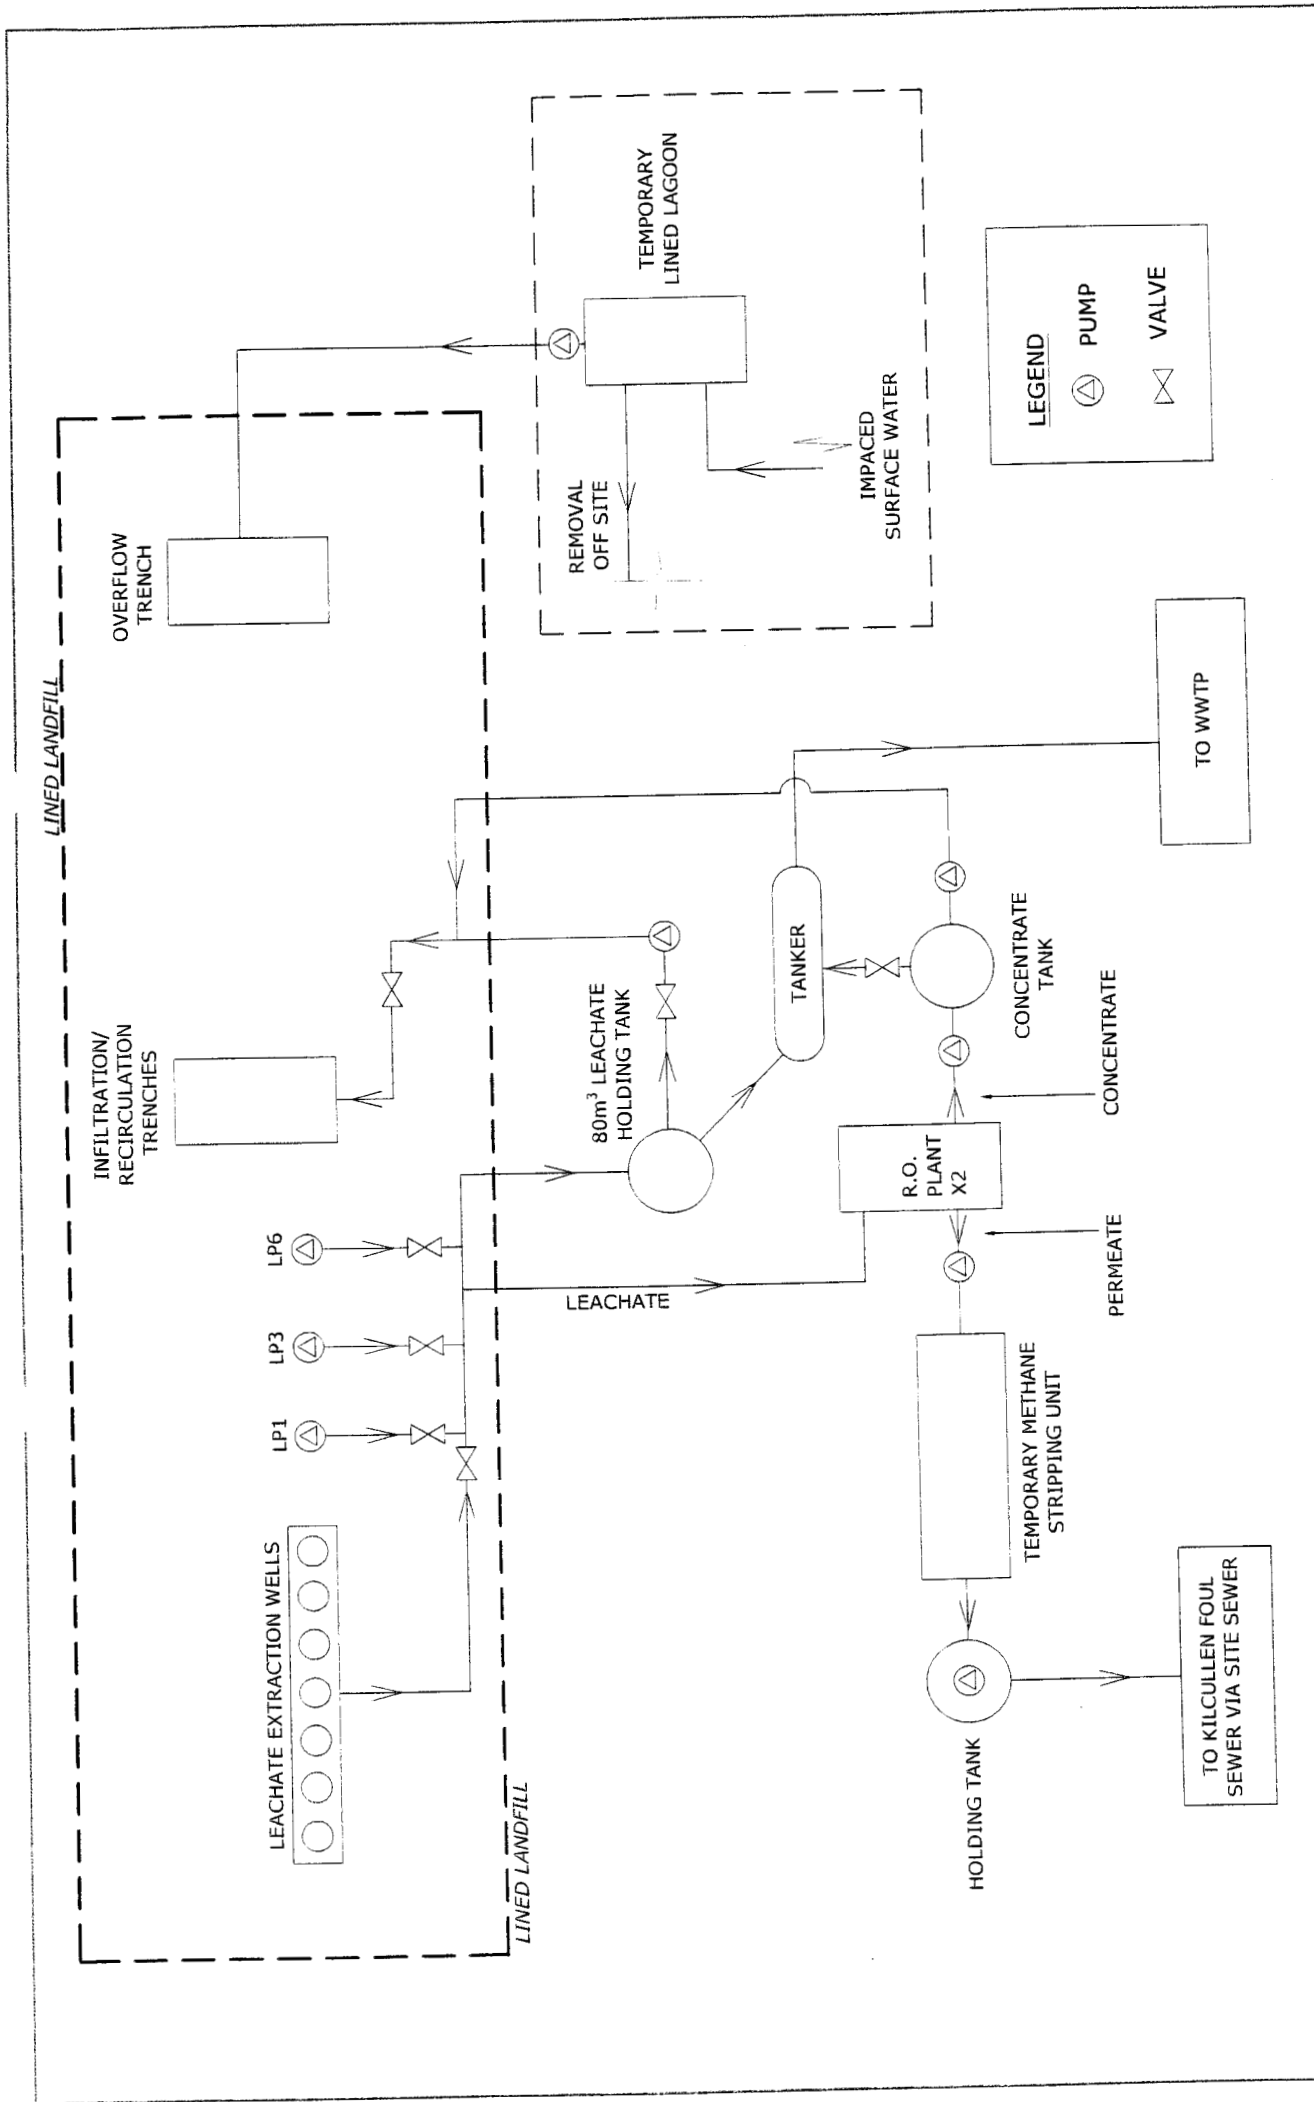 LINED LANDFILL
LEACHATE EXTRACTION WELLS
LP1
LP3
LP6
INFILTRATION/
RECIRCULATION
TRENCHES
OVERFLOW
TRENCH
LINED LANDFILL
LEACHATE
80m³ LEACHATE
HOLDING TANK
REMOVAL
OFF SITE
TEMPORARY
LINED LAGOON
IMPACED
SURFACE WATER
TANKER
R.O.
PLANT
X2
CONCENTRATE
TANK
CONCENTRATE
PERMEATE
TEMPORARY METHANE
STRIPPING UNIT
HOLDING TANK
TO KILCULLEN FOUL
SEWER VIA SITE SEWER
TO WWTP
LEGEND
PUMP
VALVE